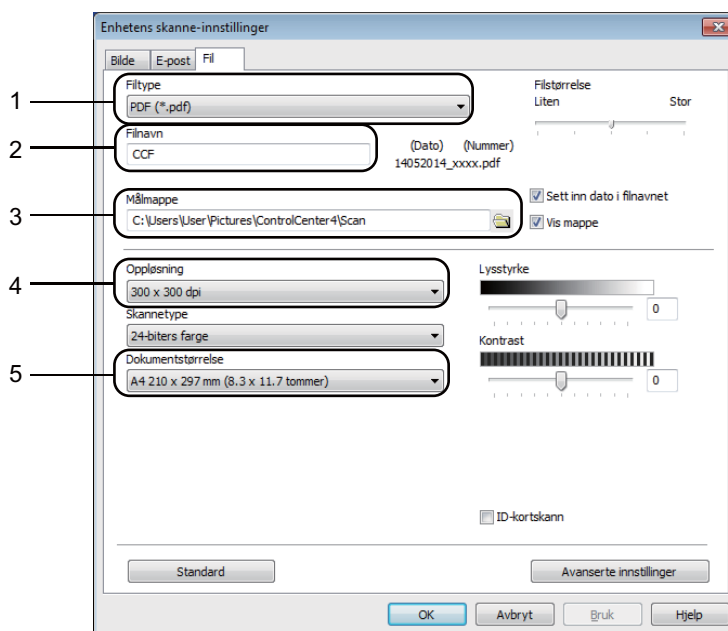 Enhetens skanne-innstillinger
Bilde E-post Fil
1
Filtype
PDF (*.pdf)
Filstørrelse
Liten Stor
2
Filnavn
CCF
(Dato) (Nummer)
14052014_xxxx.pdf
3
Målmappe
C:\Users\User\Pictures\ControlCenter4\Scan
Sett inn dato i filnavnet
Vis mappe
4
Oppløsning
300 x 300 dpi
Skannetype
24-biters farge
5
Dokumentstørrelse
A4 210 x 297 mm (8.3 x 11.7 tommer)
Lysstyrke
0
Kontrast
0
ID-kortskann
Standard
Avanserte innstillinger
OK Avbryt Bruk Hjelp